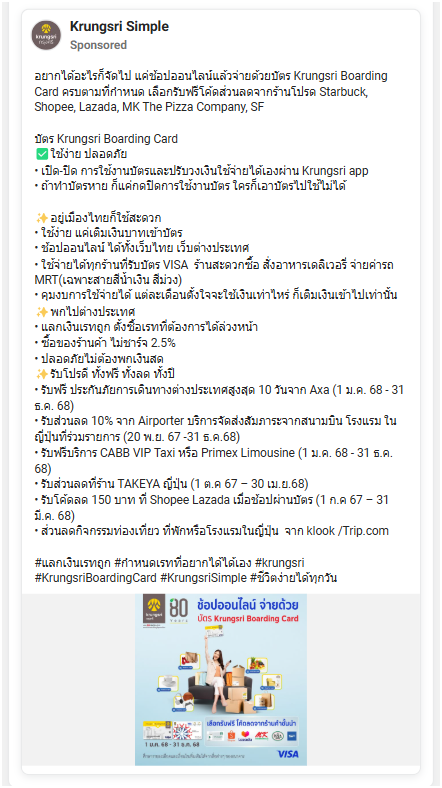 Krungsri Simple
Sponsored
อยากได้อะไรก็จัดไป แค่ช้อปออนไลน์แล้วจ่ายด้วยบัตร Krungsri Boarding
Card ครบตามที่กำหนด เลือกรับฟรีโค้ดส่วนลดจากร้านโปรด Starbuck,
Shopee, Lazada, MK The Pizza Company, SF
บัตร Krungsri Boarding Card
✅ใช้ง่าย ปลอดภัย
• เปิด-ปิด การใช้งานบัตรและปรับวงเงินใช้จ่ายได้เองผ่าน Krungsri app
• ถ้าทำบัตรหาย ก็แค่กดปิดการใช้งานบัตร ใครก็เอาบัตรไปใช้ไม่ได้
✨อยู่เมืองไทยก็ใช้สะดวก
• ใช้ง่าย แค่เติมเงินบาทเข้าบัตร
• ช้อปออนไลน์ ได้ทั้งเว็บไทย เว็บต่างประเทศ
• ใช้จ่ายได้ทุกร้านที่รับบัตร VISA ร้านสะดวกซื้อ สั่งอาหารเดลิเวอรี่ จ่ายค่ารถ
MRT(เฉพาะสายสีน้ำเงิน สีม่วง)
• คุมงบการใช้จ่ายได้ แต่ละเดือนตั้งใจจะใช้เงินเท่าไหร่ ก็เติมเงินเข้าไปเท่านั้น
✨พกไปต่างประเทศ
• แลกเงินเรทถูก ตั้งซื้อเรทที่ต้องการได้ล่วงหน้า
• ซื้อของร้านค้า ไม่ชาร์จ 2.5%
• ปลอดภัยไม่ต้องพกเงินสด
✨รับโปรดี ทั้งฟรี ทั้งลด ทั้งปี
• รับฟรี ประกันภัยการเดินทางต่างประเทศสูงสุด 10 วันจาก Axa (1 ม.ค. 68 - 31
ธ.ค. 68)
• รับส่วนลด 10% จาก Airporter บริการจัดส่งสัมภาระจากสนามบิน โรงแรม ใน
ญี่ปุ่นที่ร่วมรายการ (20 พ.ย. 67 -31 ธ.ค.68)
• รับฟรีบริการ CABB VIP Taxi หรือ Primex Limousine (1 ม.ค. 68 - 31 ธ.ค.
68)
• รับส่วนลดที่ร้าน TAKEYA ญี่ปุ่น (1 ต.ค 67 – 30 เม.ย.68)
• รับโค้ดลด 150 บาท ที่ Shopee Lazada เมื่อช้อปผ่านบัตร (1 ก.ค 67 – 31
มี.ค. 68)
• ส่วนลดกิจกรรมท่องเที่ยว ที่พักหรือโรงแรมในญี่ปุ่น จาก klook /Trip.com
#แลกเงินเรทถูก #กำหนดเรทที่อยากได้ได้เอง #krungsri
#KrungsriBoardingCard #KrungsriSimple #ชีวิตง่ายได้ทุกวัน
krungsri
กรุงศรี
80
YEARS
ช้อปออนไลน์ จ่ายด้วย
บัตร Krungsri Boarding Card
เลือกรับฟรี โค้ดส่วนลดจากร้านค้าชั้นนำ
1 ม.ค. 68 - 31 ธ.ค. 68
VISA